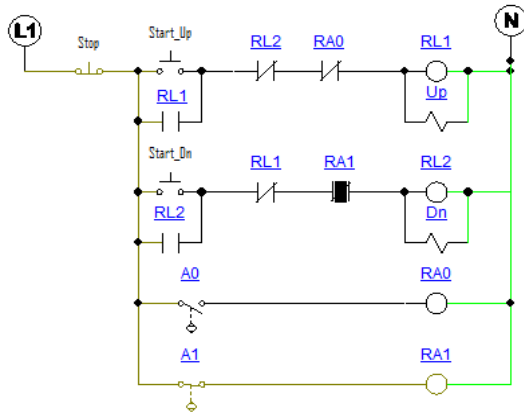 L1
N
Stop
Start_Up
RL2
RA0
RL1
RL1
Up
Start_Dn
RL1
RA1
RL2
RL2
Dn
A0
RA0
A1
RA1